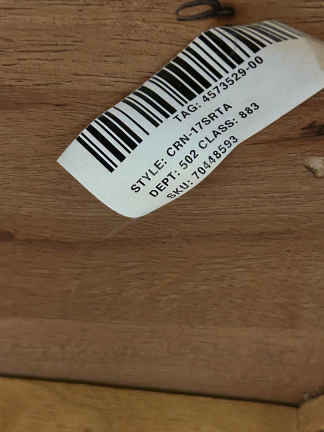 TAG: 4573529-00
STYLE: CRN-17SRTA
DEPT: 502 CLASS: 883
SKU: 70448593